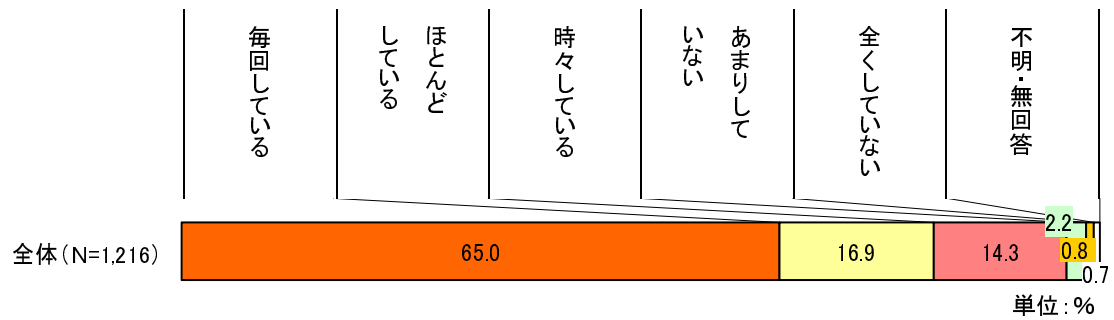 毎回している
ほとんど
している
時々している
あまりして
いない
全くしていない
不明・無回答
全体(N=1,216)
65.0
16.9
14.3
2.2
0.8
0.7
単位:%